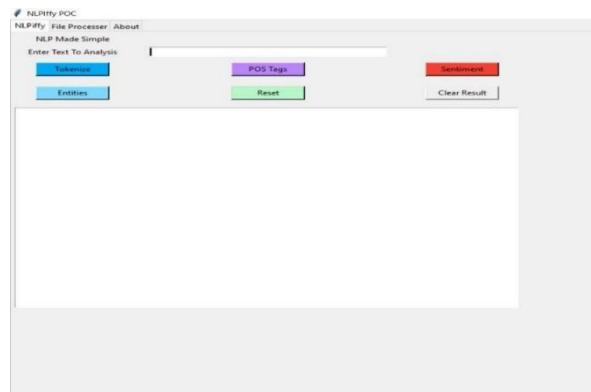 NLPIffy POC
NLPiffy File Processer About
NLP Made Simple
Enter Text To Analysis
Tokenize POS Tags Sentiment
Entities Reset Clear Result